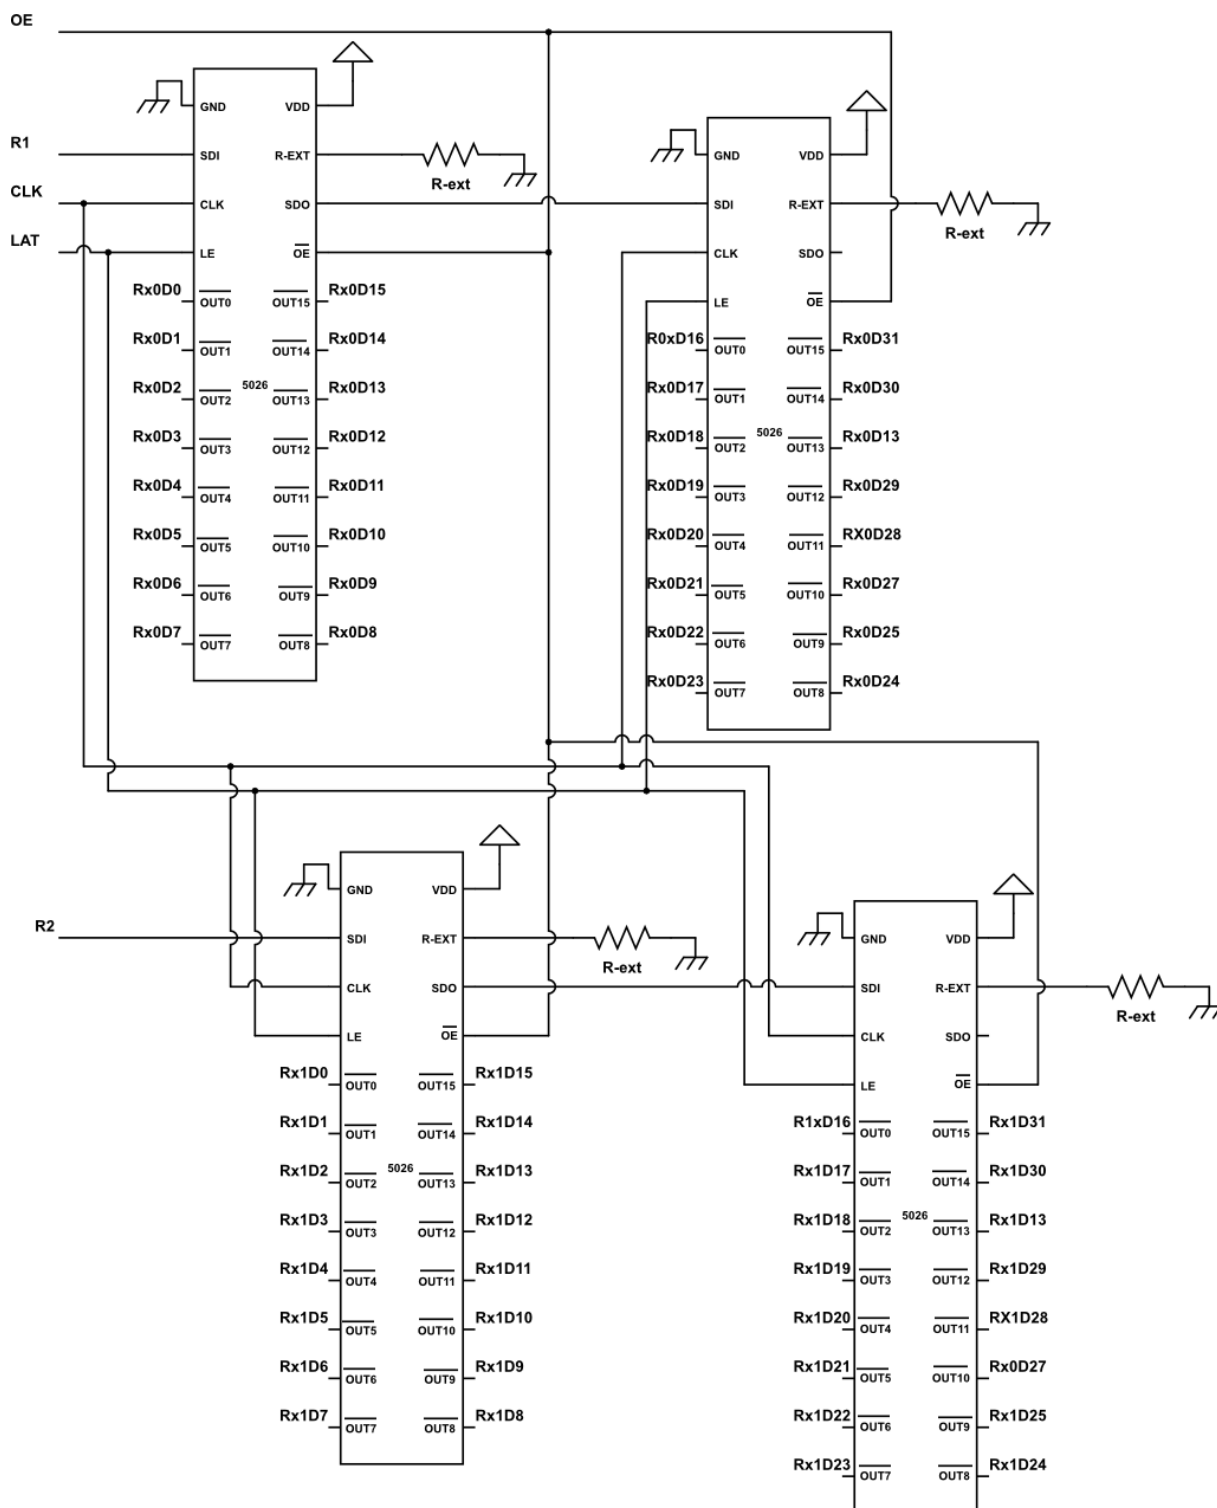 OE
R1
CLK
LAT
GND
VDD
SDI
R-EXT
R-ext
CLK
SDO
LE
OE
Rx0D0
OUT0
OUT15
Rx0D15
Rx0D1
OUT1
OUT14
Rx0D14
Rx0D2
OUT2
5026
OUT13
Rx0D13
Rx0D3
OUT3
OUT12
Rx0D12
Rx0D4
OUT4
OUT11
Rx0D11
Rx0D5
OUT5
OUT10
Rx0D10
Rx0D6
OUT6
OUT9
Rx0D9
Rx0D7
OUT7
OUT8
Rx0D8
GND
VDD
SDI
R-EXT
R-ext
CLK
SDO
LE
OE
R0xD16
OUT0
OUT15
Rx0D31
Rx0D17
OUT1
OUT14
Rx0D30
Rx0D18
OUT2
5026
OUT13
Rx0D13
Rx0D19
OUT3
OUT12
Rx0D29
Rx0D20
OUT4
OUT11
RX0D28
Rx0D21
OUT5
OUT10
Rx0D27
Rx0D22
OUT6
OUT9
Rx0D25
Rx0D23
OUT7
OUT8
Rx0D24
R2
GND
VDD
SDI
R-EXT
R-ext
CLK
SDO
LE
OE
Rx1D0
OUT0
OUT15
Rx1D15
Rx1D1
OUT1
OUT14
Rx1D14
Rx1D2
OUT2
5026
OUT13
Rx1D13
Rx1D3
OUT3
OUT12
Rx1D12
Rx1D4
OUT4
OUT11
Rx1D11
Rx1D5
OUT5
OUT10
Rx1D10
Rx1D6
OUT6
OUT9
Rx1D9
Rx1D7
OUT7
OUT8
Rx1D8
GND
VDD
SDI
R-EXT
R-ext
CLK
SDO
LE
OE
R1xD16
OUT0
OUT15
Rx1D31
Rx1D17
OUT1
OUT14
Rx1D30
Rx1D18
OUT2
5026
OUT13
Rx1D13
Rx1D19
OUT3
OUT12
Rx1D29
Rx1D20
OUT4
OUT11
RX1D28
Rx1D21
OUT5
OUT10
Rx0D27
Rx1D22
OUT6
OUT9
Rx1D25
Rx1D23
OUT7
OUT8
Rx1D24